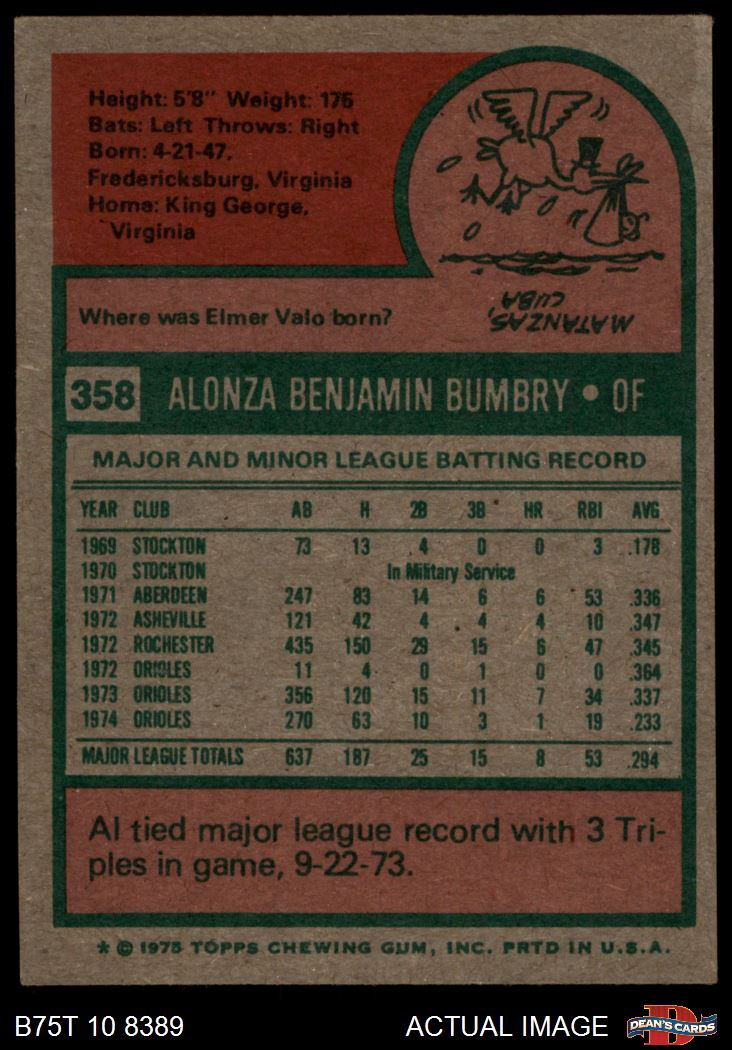 Height: 5'8" Weight: 175
Bats: Left Throws: Right
Born: 4-21-47,
Fredericksburg, Virginia
Home: King George,
Virginia
Where was Elmer Valo born?
MATANZAS,
CUBA
358 ALONZA BENJAMIN BUMBRY • OF
MAJOR AND MINOR LEAGUE BATTING RECORD
YEAR CLUB AB H 2B 3B HR RBI AVG
1969 STOCKTON 73 13 4 0 0 3 .178
1970 STOCKTON In Military Service
1971 ABERDEEN 247 83 14 6 6 53 .336
1972 ASHEVILLE 121 42 4 4 4 10 .347
1972 ROCHESTER 435 150 29 15 6 47 .345
1972 ORIOLES 11 4 0 1 0 0 .364
1973 ORIOLES 356 120 15 11 7 34 .337
1974 ORIOLES 270 63 10 3 1 19 .233
MAJOR LEAGUE TOTALS 637 187 25 15 8 53 .294
Al tied major league record with 3 Tri-
ples in game, 9-22-73.
* © 1975 TOPPS CHEWING GUM, INC. PRTD IN U.S.A.
B75T 10 8389 ACTUAL IMAGE DEAN'S CARDS